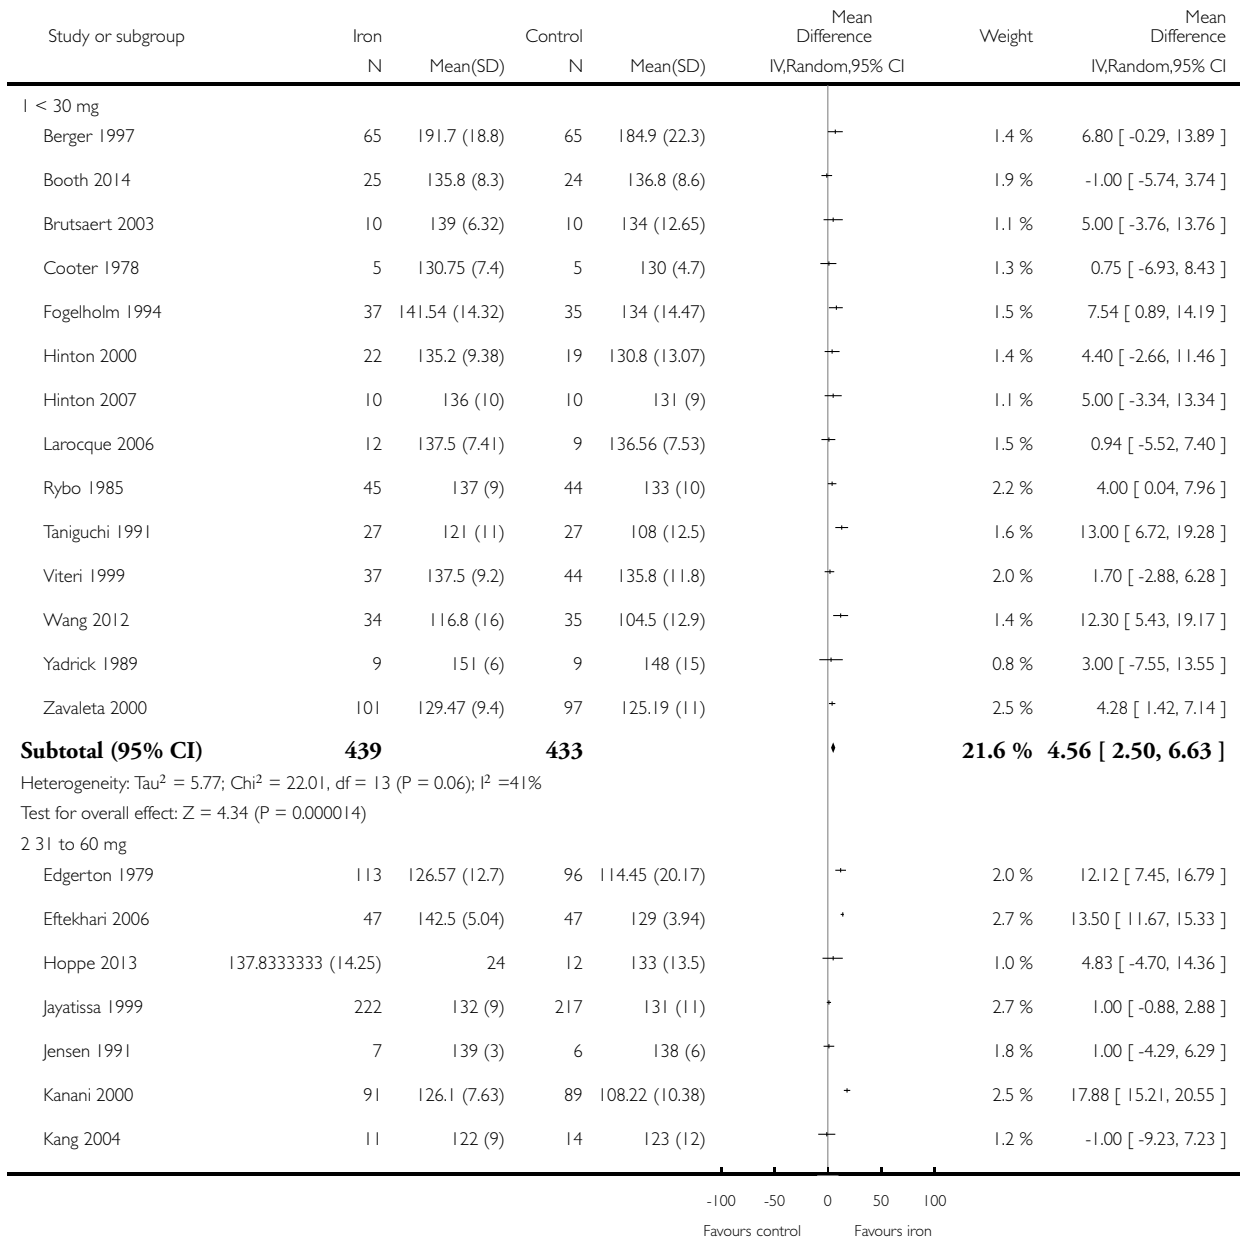 Study or subgroup Iron Control Mean Difference Weight Mean Difference
N Mean(SD) N Mean(SD) IV,Random,95% CI IV,Random,95% CI
1 < 30 mg
Berger 1997 65 191.7 (18.8) 65 184.9 (22.3) 1.4 % 6.80 [ -0.29, 13.89 ]
Booth 2014 25 135.8 (8.3) 24 136.8 (8.6) 1.9 % -1.00 [ -5.74, 3.74 ]
Brutsaert 2003 10 139 (6.32) 10 134 (12.65) 1.1 % 5.00 [ -3.76, 13.76 ]
Cooter 1978 5 130.75 (7.4) 5 130 (4.7) 1.3 % 0.75 [ -6.93, 8.43 ]
Fogelholm 1994 37 141.54 (14.32) 35 134 (14.47) 1.5 % 7.54 [ 0.89, 14.19 ]
Hinton 2000 22 135.2 (9.38) 19 130.8 (13.07) 1.4 % 4.40 [ -2.66, 11.46 ]
Hinton 2007 10 136 (10) 10 131 (9) 1.1 % 5.00 [ -3.34, 13.34 ]
Larocque 2006 12 137.5 (7.41) 9 136.56 (7.53) 1.5 % 0.94 [ -5.52, 7.40 ]
Rybo 1985 45 137 (9) 44 133 (10) 2.2 % 4.00 [ 0.04, 7.96 ]
Taniguchi 1991 27 121 (11) 27 108 (12.5) 1.6 % 13.00 [ 6.72, 19.28 ]
Viteri 1999 37 137.5 (9.2) 44 135.8 (11.8) 2.0 % 1.70 [ -2.88, 6.28 ]
Wang 2012 34 116.8 (16) 35 104.5 (12.9) 1.4 % 12.30 [ 5.43, 19.17 ]
Yadrick 1989 9 151 (6) 9 148 (15) 0.8 % 3.00 [ -7.55, 13.55 ]
Zavaleta 2000 101 129.47 (9.4) 97 125.19 (11) 2.5 % 4.28 [ 1.42, 7.14 ]
Subtotal (95% CI) 439 433 21.6 % 4.56 [ 2.50, 6.63 ]
Heterogeneity: Tau² = 5.77; Chi² = 22.01, df = 13 (P = 0.06); I² =41%
Test for overall effect: Z = 4.34 (P = 0.000014)
2 31 to 60 mg
Edgerton 1979 113 126.57 (12.7) 96 114.45 (20.17) 2.0 % 12.12 [ 7.45, 16.79 ]
Eftekhari 2006 47 142.5 (5.04) 47 129 (3.94) 2.7 % 13.50 [ 11.67, 15.33 ]
Hoppe 2013 137.8333333 (14.25) 24 12 133 (13.5) 1.0 % 4.83 [ -4.70, 14.36 ]
Jayatissa 1999 222 132 (9) 217 131 (11) 2.7 % 1.00 [ -0.88, 2.88 ]
Jensen 1991 7 139 (3) 6 138 (6) 1.8 % 1.00 [ -4.29, 6.29 ]
Kanani 2000 91 126.1 (7.63) 89 108.22 (10.38) 2.5 % 17.88 [ 15.21, 20.55 ]
Kang 2004 11 122 (9) 14 123 (12) 1.2 % -1.00 [ -9.23, 7.23 ]
-100 -50 0 50 100
Favours control Favours iron